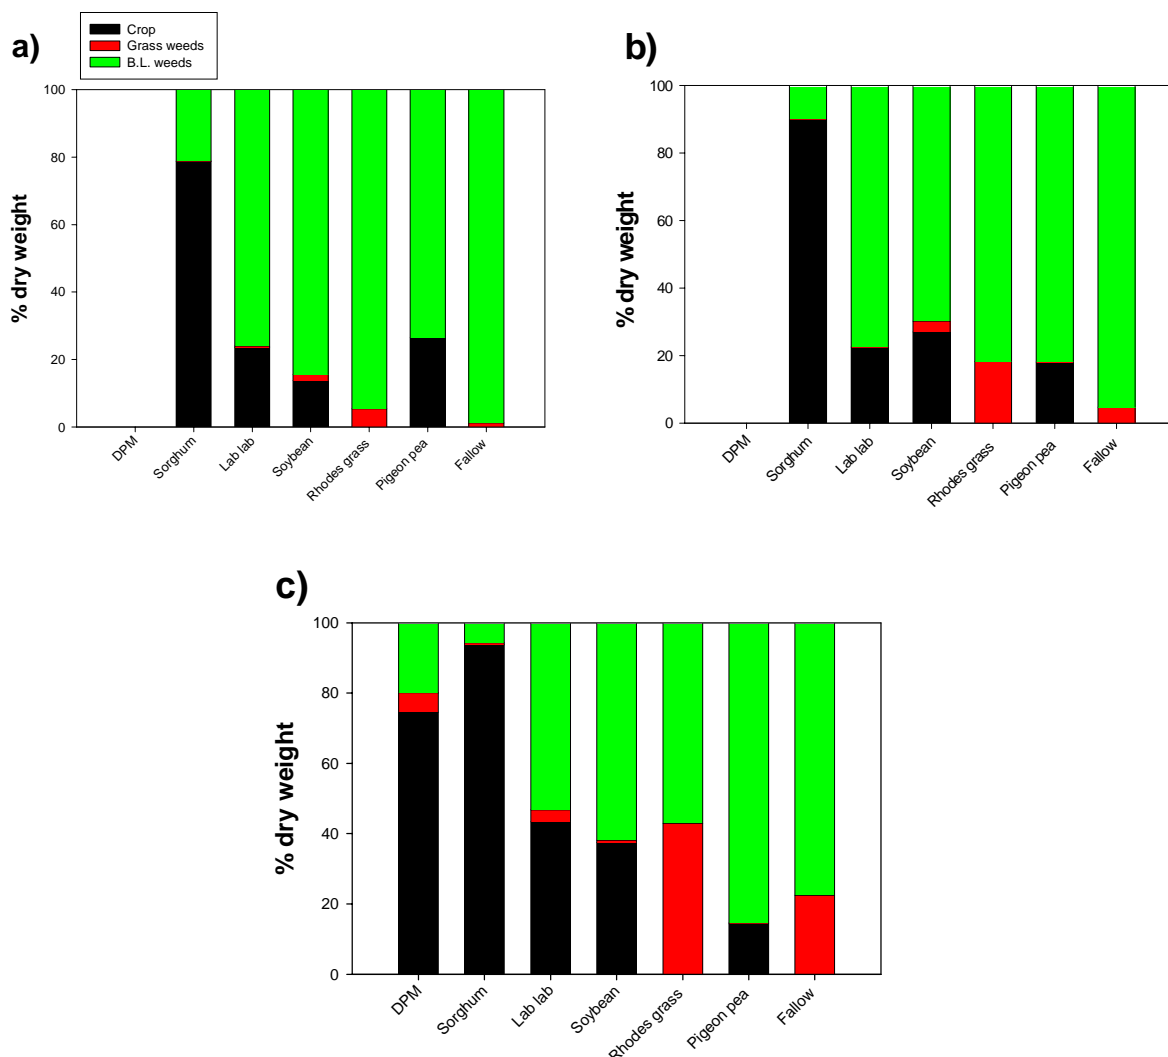 a)
Crop
Grass weeds
B.L. weeds
% dry weight
100
80
60
40
20
0
DPM
Sorghum
Lab lab
Soybean
Rhodes grass
Pigeon pea
Fallow
b)
% dry weight
100
80
60
40
20
0
DPM
Sorghum
Lab lab
Soybean
Rhodes grass
Pigeon pea
Fallow
c)
% dry weight
100
80
60
40
20
0
DPM
Sorghum
Lab lab
Soybean
Rhodes grass
Pigeon pea
Fallow